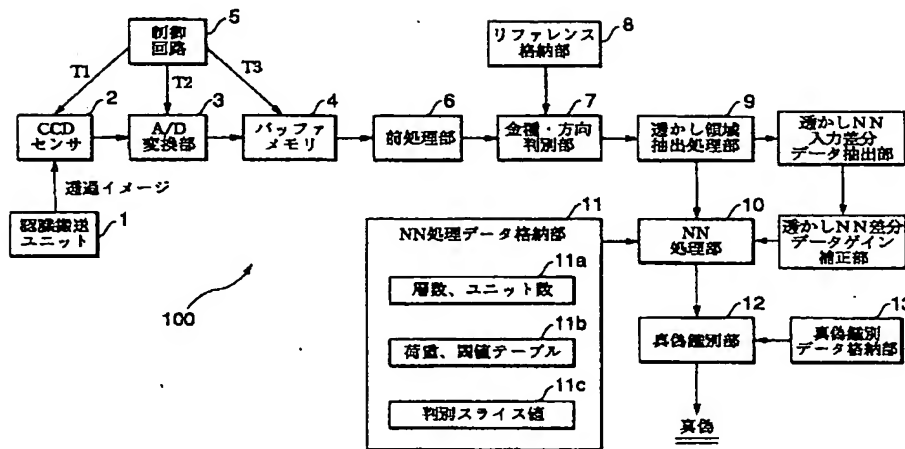 5
制御
回路
リファレンス
格納部
8
T1
T2
T3
2
3
4
6
7
9
CCD
センサ
A/D
変換部
バッファ
メモリ
前処理部
金種・方向
判別部
透かし領域
抽出処理部
透かしNN
入力差分
データ抽出部
透過イメージ
1
認識搬送
ユニット
11
10
NN処理データ格納部
NN
処理部
透かしNN差分
データゲイン
補正部
11a
層数、ユニット数
12
13
100
11b
荷重、閾値テーブル
真偽鑑別部
真偽鑑別
データ格納部
11c
判別スライス値
真偽